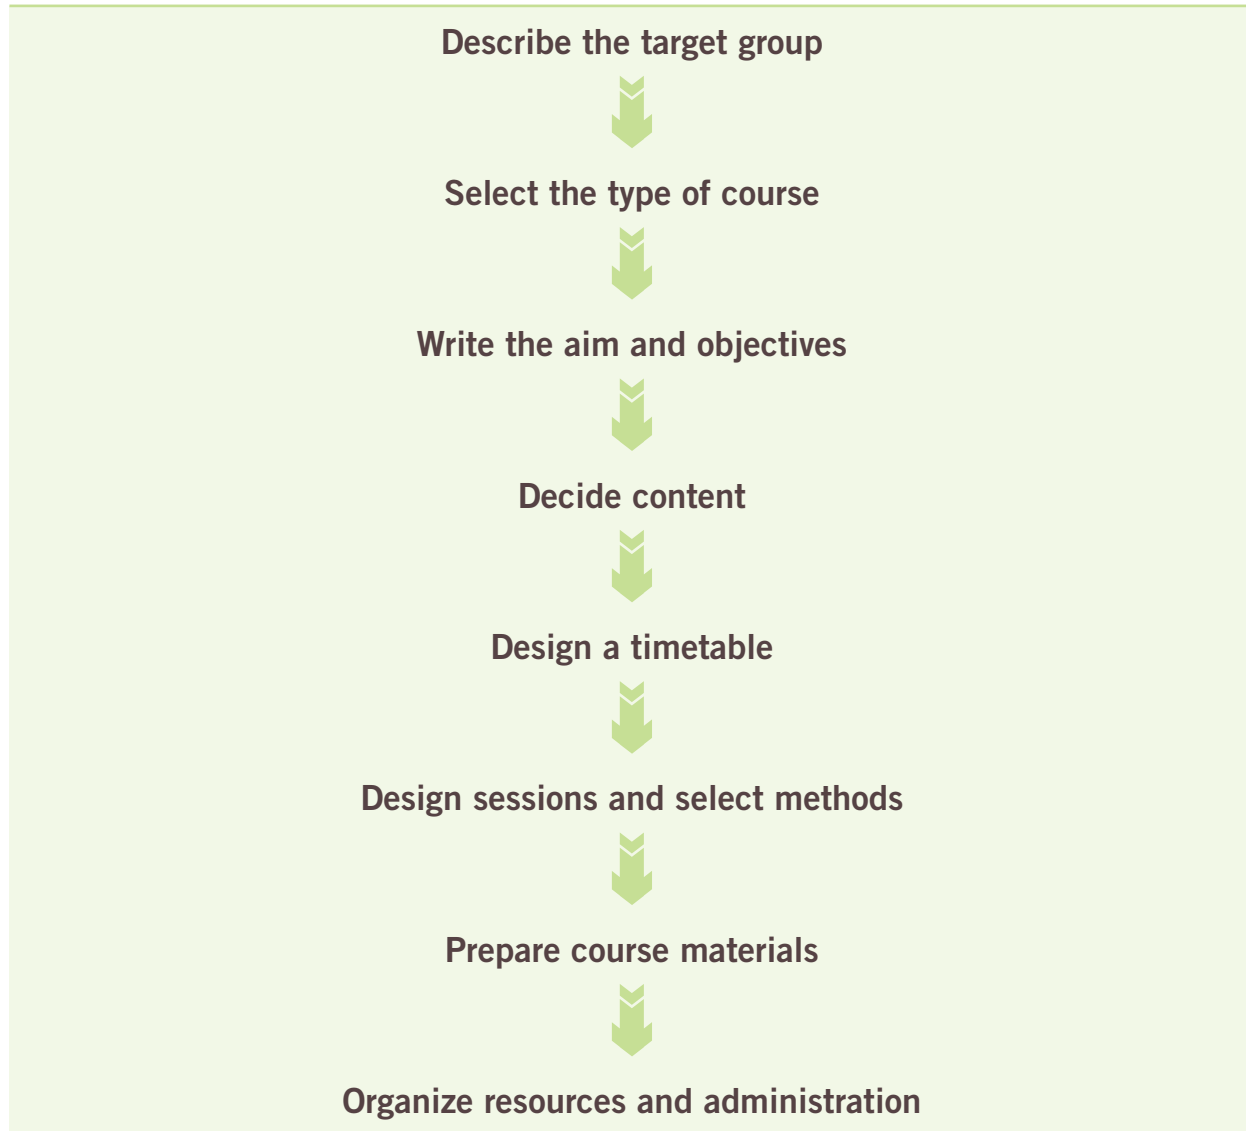 Describe the target group
Select the type of course
Write the aim and objectives
Decide content
Design a timetable
Design sessions and select methods
Prepare course materials
Organize resources and administration